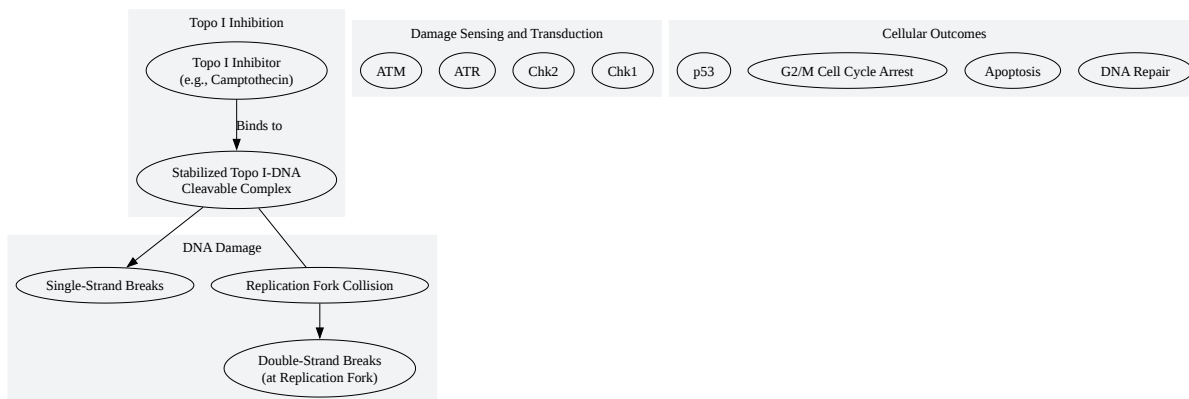 Topo I Inhibition
Topo I Inhibitor
(e.g., Camptothecin)
Binds to
Stabilized Topo I-DNA
Cleavable Complex
DNA Damage
Single-Strand Breaks
Replication Fork Collision
Double-Strand Breaks
(at Replication Fork)
Damage Sensing and Transduction
ATM
ATR
Chk2
Chk1
Cellular Outcomes
p53
G2/M Cell Cycle Arrest
Apoptosis
DNA Repair